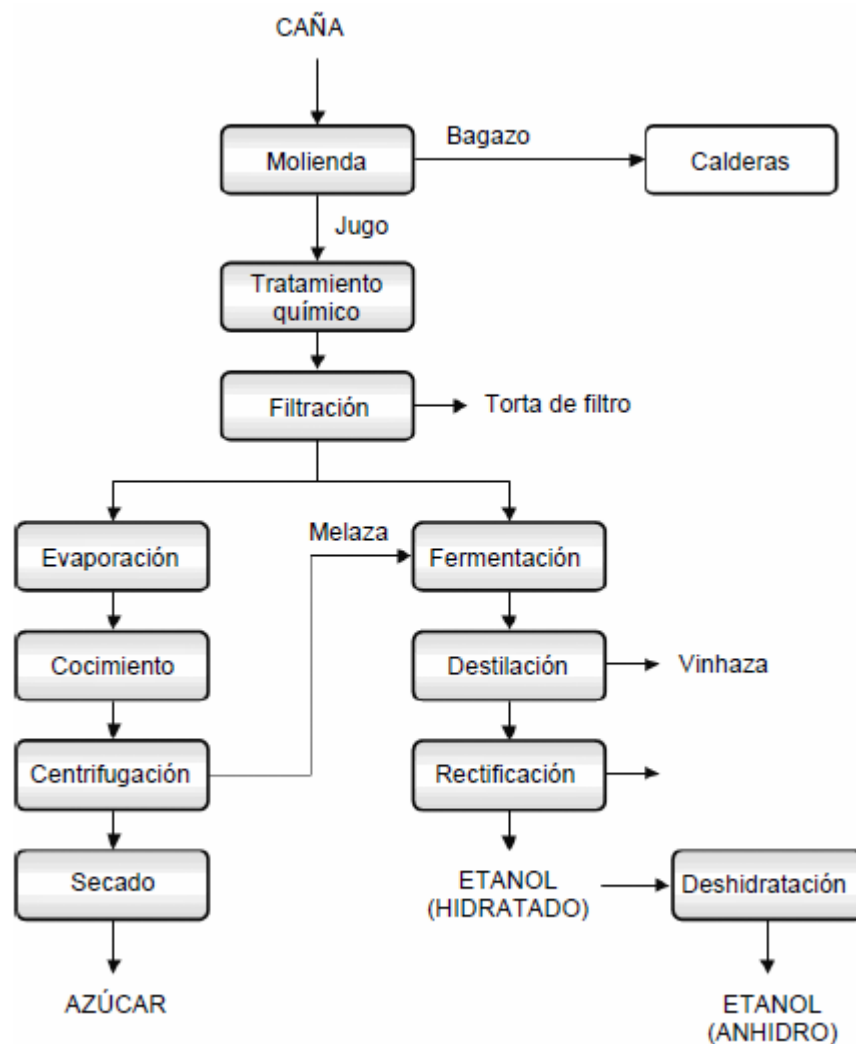 CAÑA
Molienda
Bagazo
Calderas
Jugo
Tratamiento
químico
Filtración
Torta de filtro
Evaporación
Melaza
Fermentación
Cocimiento
Destilación
Vinhaza
Centrifugación
Rectificación
Secado
ETANOL
(HIDRATADO)
Deshidratación
AZÚCAR
ETANOL
(ANHIDRO)